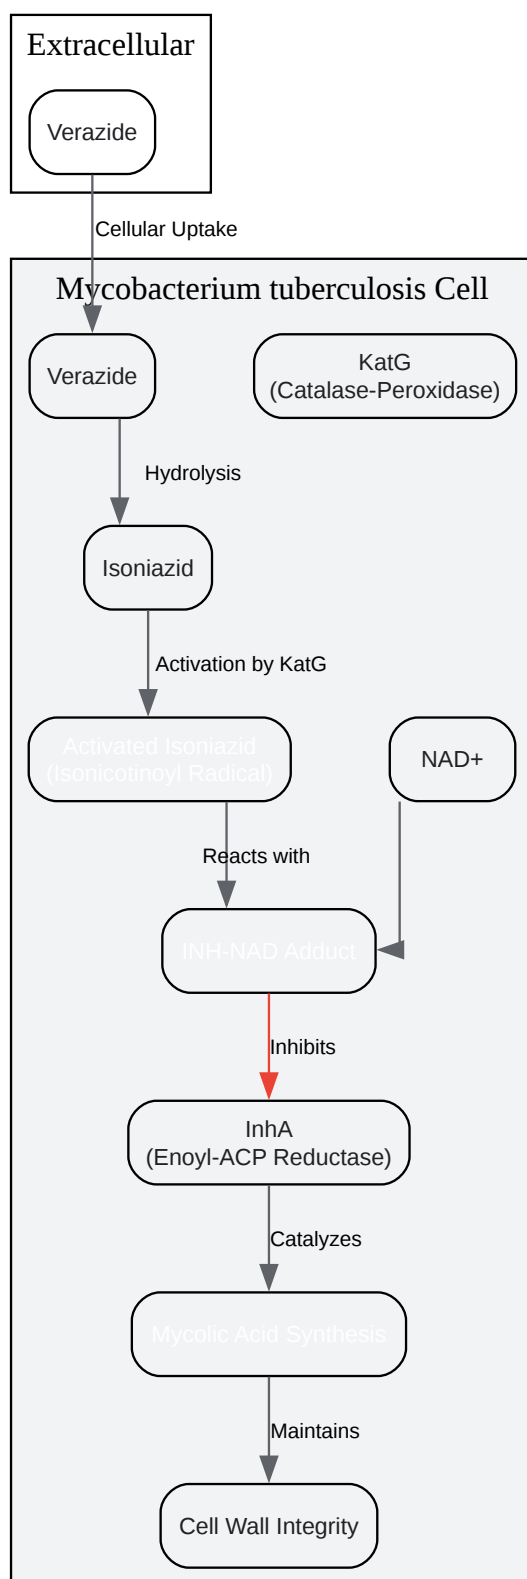 Extracellular
Verazide
Cellular Uptake
Mycobacterium tuberculosis Cell
Verazide
KatG
(Catalase-Peroxidase)
Hydrolysis
Isoniazid
Activation by KatG
Activated Isoniazid
(Isonicotinoyl Radical)
NAD+
Reacts with
INH-NAD Adduct
Inhibits
InhA
(Enoyl-ACP Reductase)
Catalyzes
Mycolic Acid Synthesis
Maintains
Cell Wall Integrity